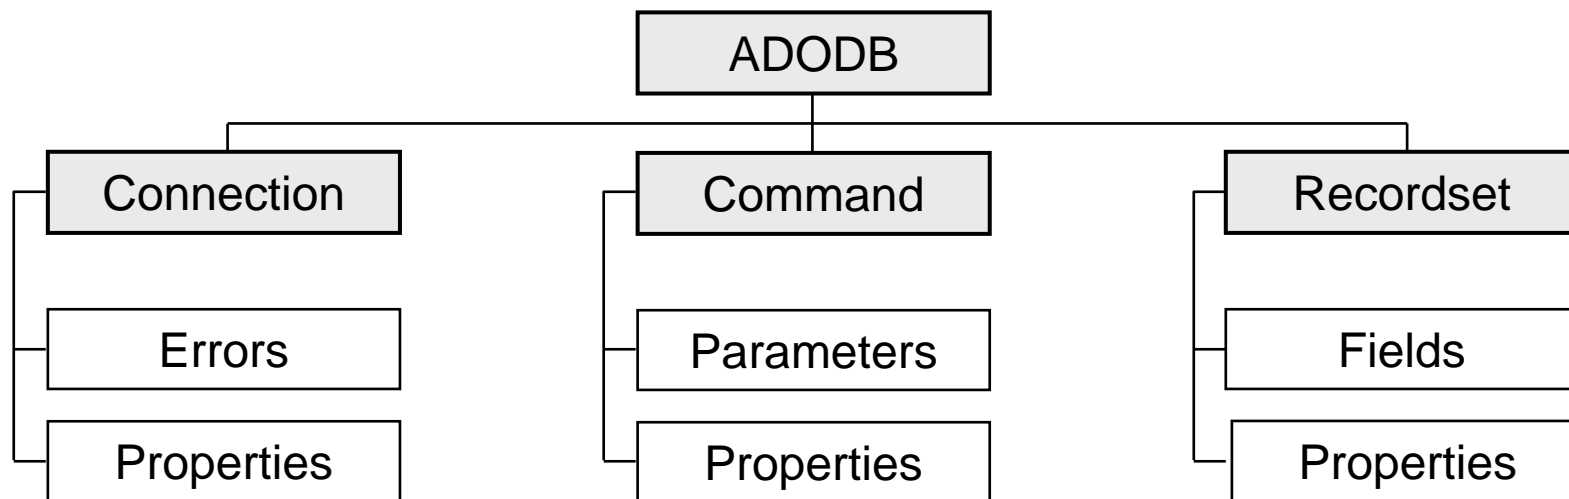 ADODB
Connection
Command
Recordset
Errors
Parameters
Fields
Properties
Properties
Properties